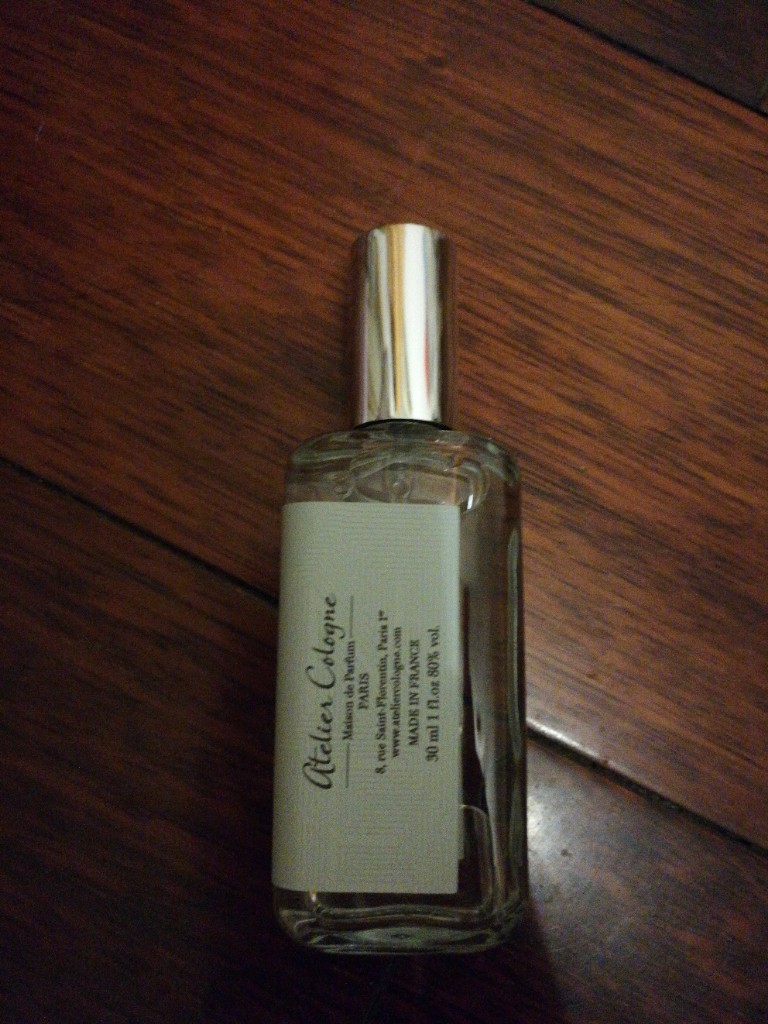 Atelier Cologne
Maison de Parfum
PARIS
8, rue Saint-Florentin, Paris 1er
www.ateliercologne.com
MADE IN FRANCE
30 ml 1 fl.oz 80% vol.